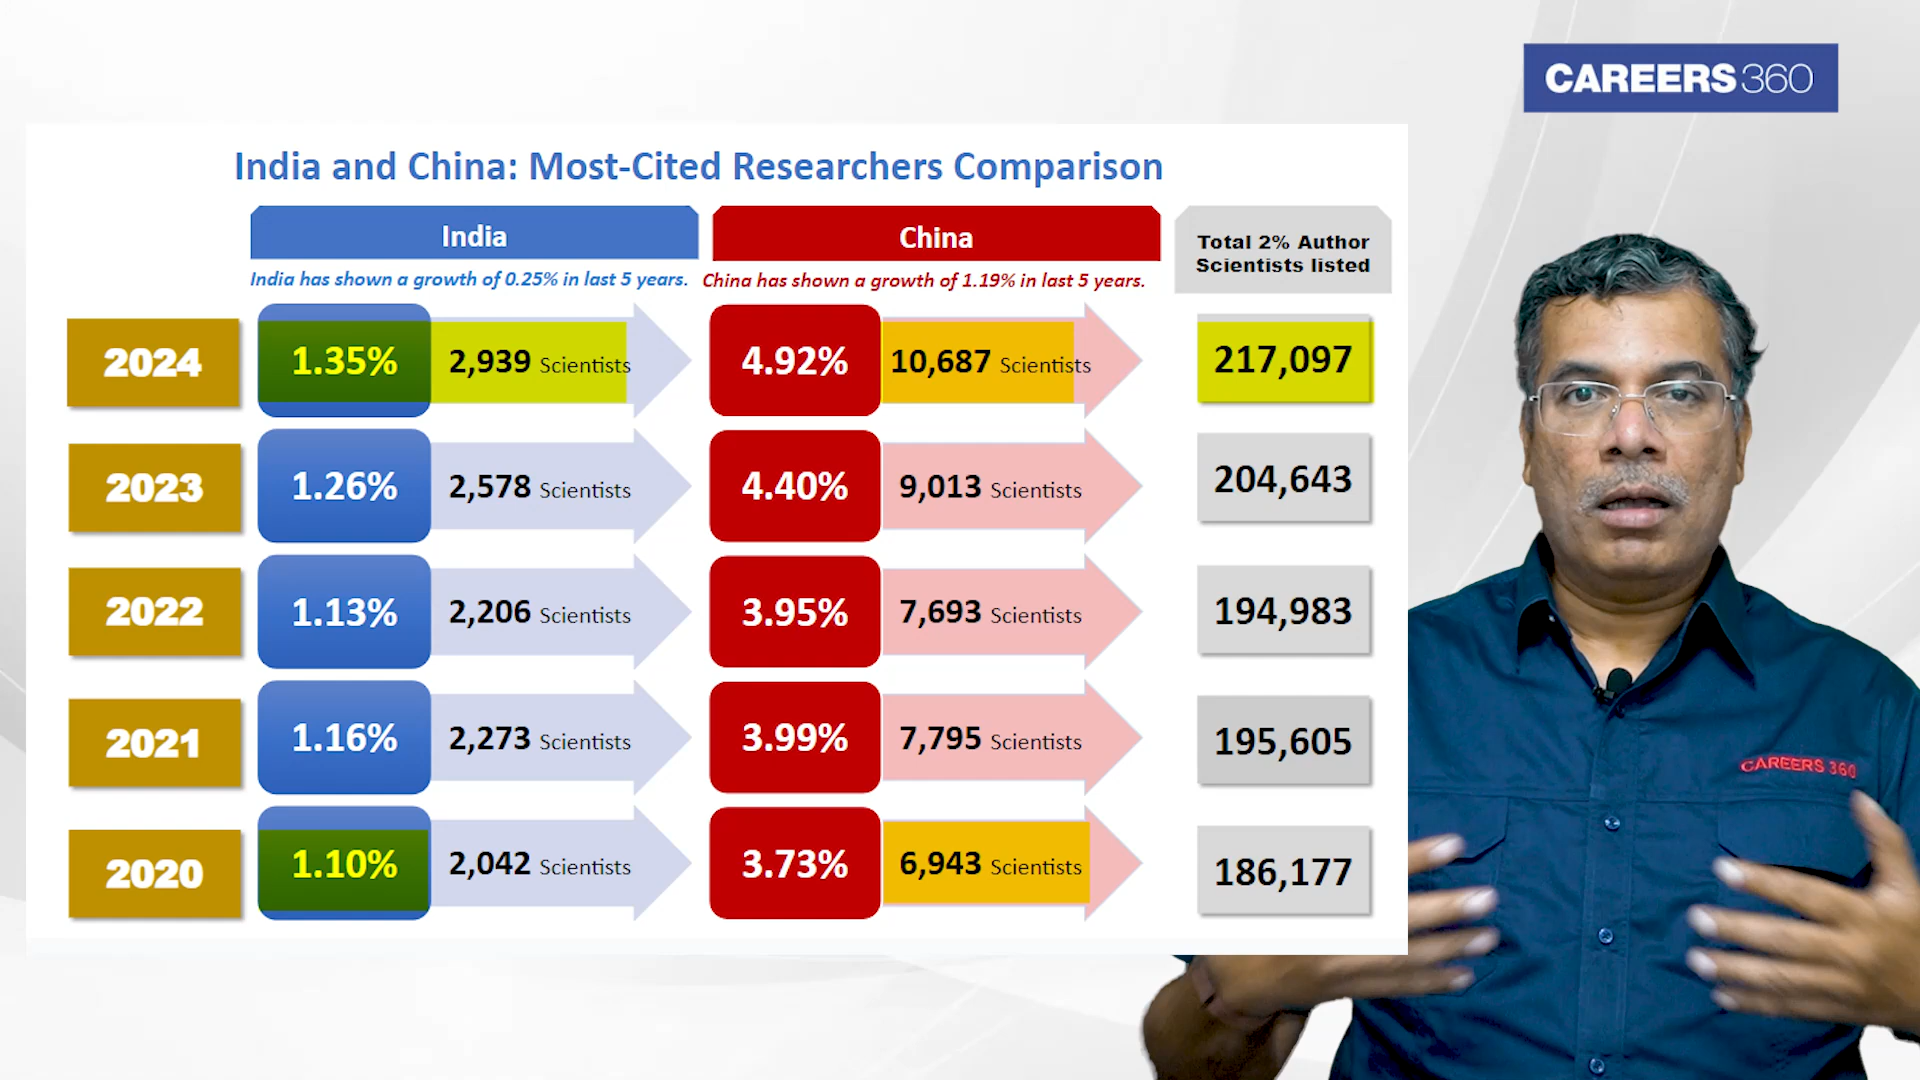 CAREERS360
India and China: Most-Cited Researchers Comparison
India
China
Total 2% Author
Scientists listed
India has shown a growth of 0.25% in last 5 years.
China has shown a growth of 1.19% in last 5 years.
2024 1.35% 2,939 Scientists 4.92% 10,687 Scientists 217,097
2023 1.26% 2,578 Scientists 4.40% 9,013 Scientists 204,643
2022 1.13% 2,206 Scientists 3.95% 7,693 Scientists 194,983
2021 1.16% 2,273 Scientists 3.99% 7,795 Scientists 195,605
2020 1.10% 2,042 Scientists 3.73% 6,943 Scientists 186,177
CAREERS 360